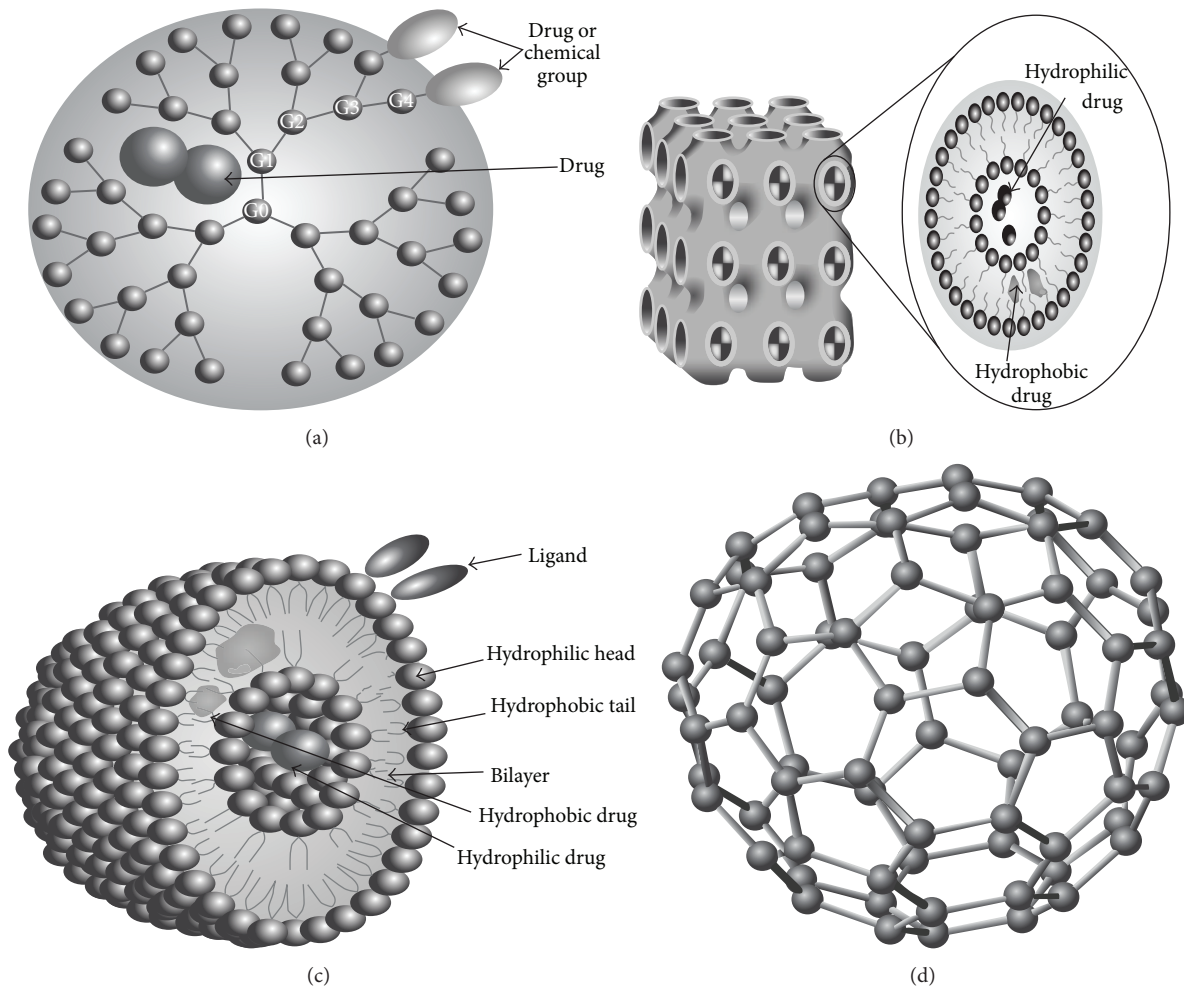 Drug or
chemical
group
G3
G4
G2
G1
Drug
G0
(a)
Hydrophilic
drug
Hydrophobic
drug
(b)
Ligand
Hydrophilic head
Hydrophobic tail
Bilayer
Hydrophobic drug
Hydrophilic drug
(c)
(d)